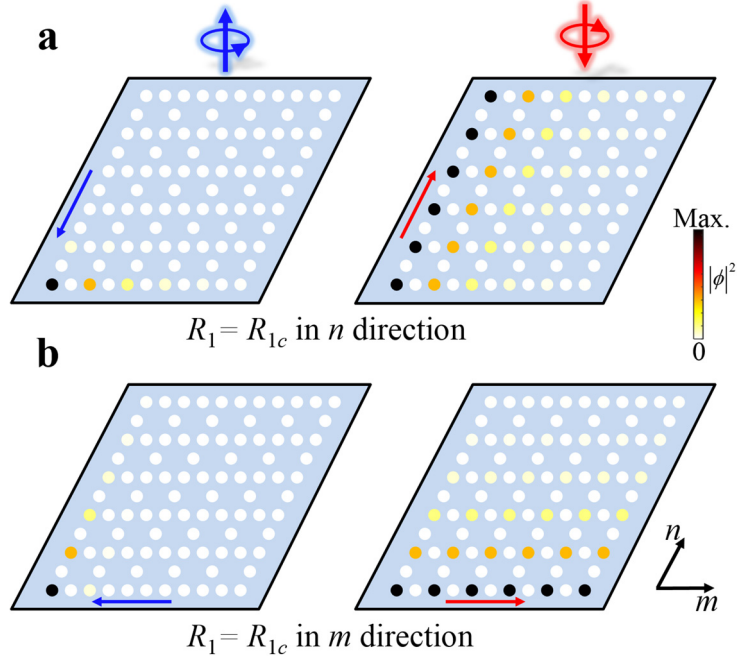 a
Max.
|ϕ|²
0
R₁ = R₁c in n direction
b
n
m
R₁ = R₁c in m direction